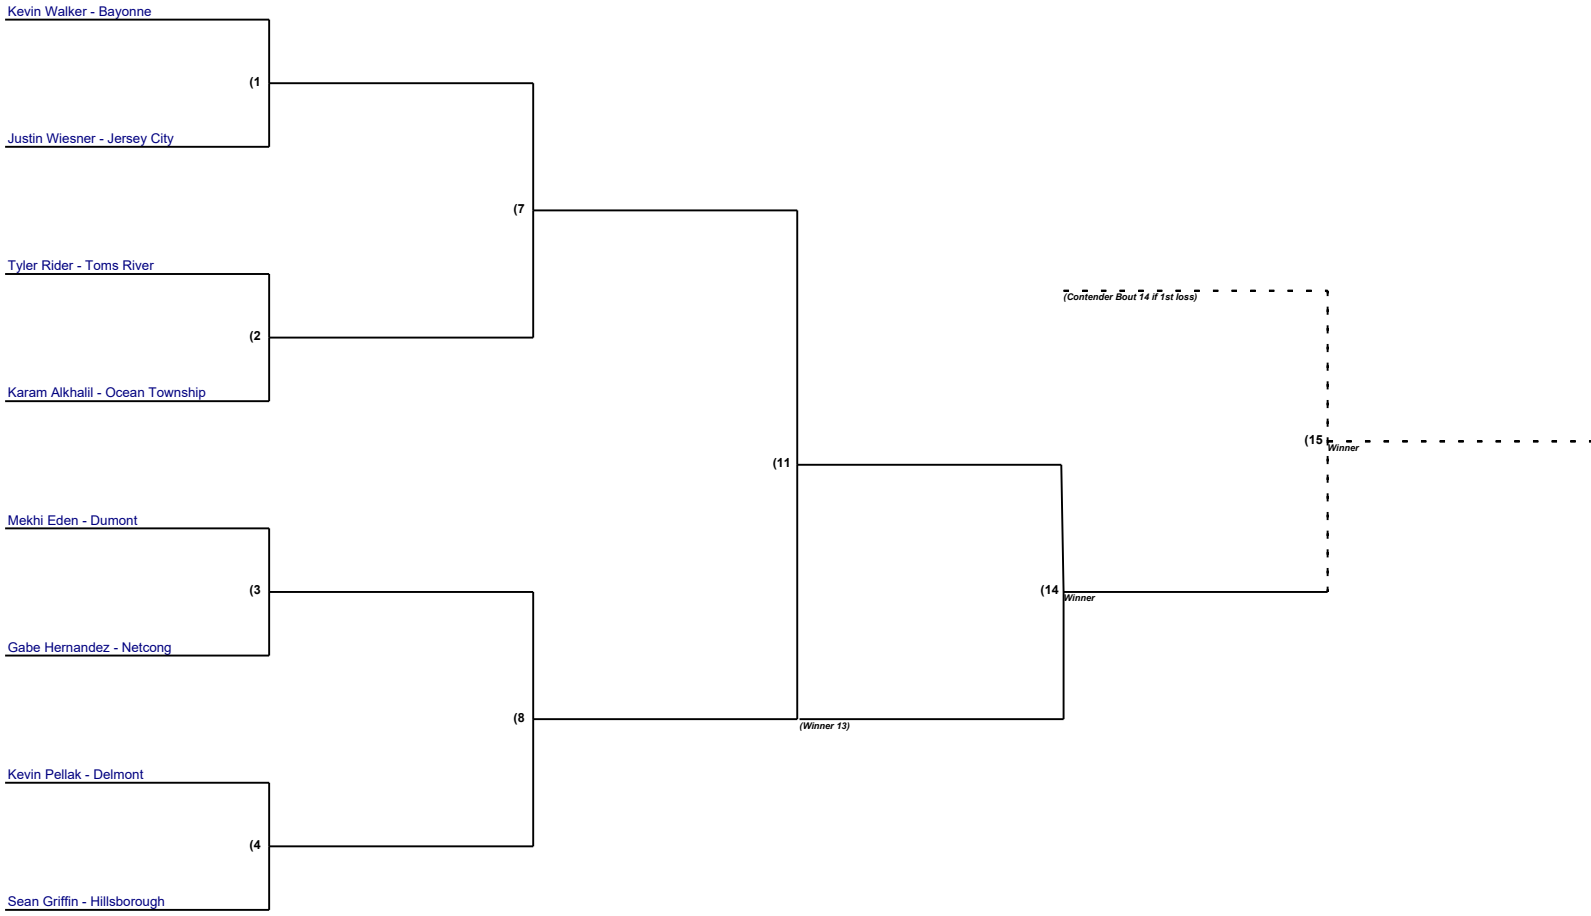 Kevin Walker - Bayonne
(1
Justin Wiesner - Jersey City
(7
Tyler Rider - Toms River
(Contender Bout 14 if 1st loss)
(2
Karam Alkhalil - Ocean Township
(15
Winner
(11
Mekhi Eden - Dumont
(3
(14
Winner
Gabe Hernandez - Netcong
(8
(Winner 13)
Kevin Pellak - Delmont
(4
Sean Griffin - Hillsborough